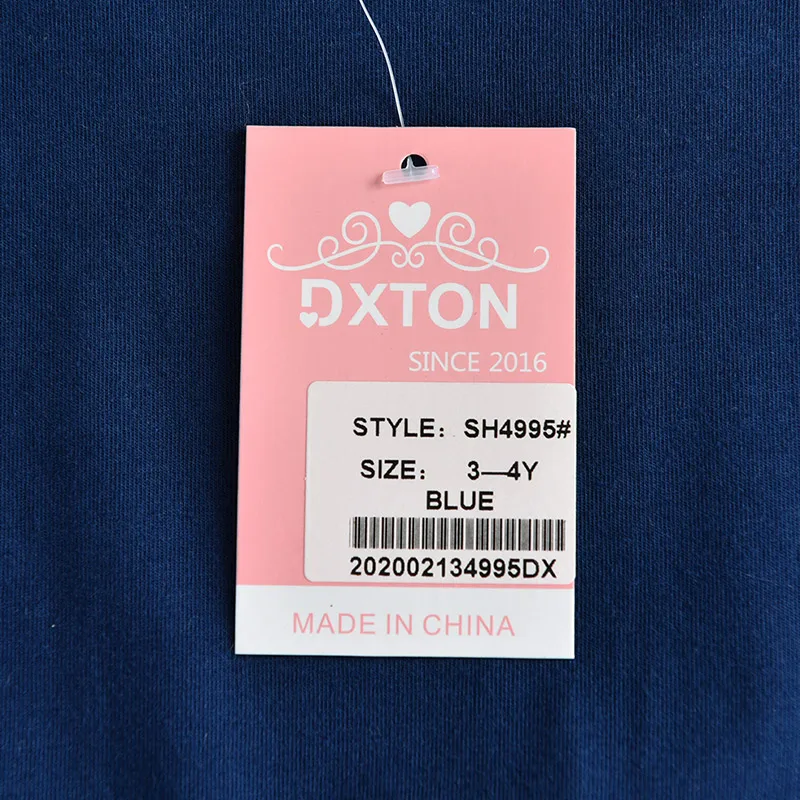 DXTON
SINCE 2016
STYLE: SH4995#
SIZE: 3—4Y
BLUE
202002134995DX
MADE IN CHINA